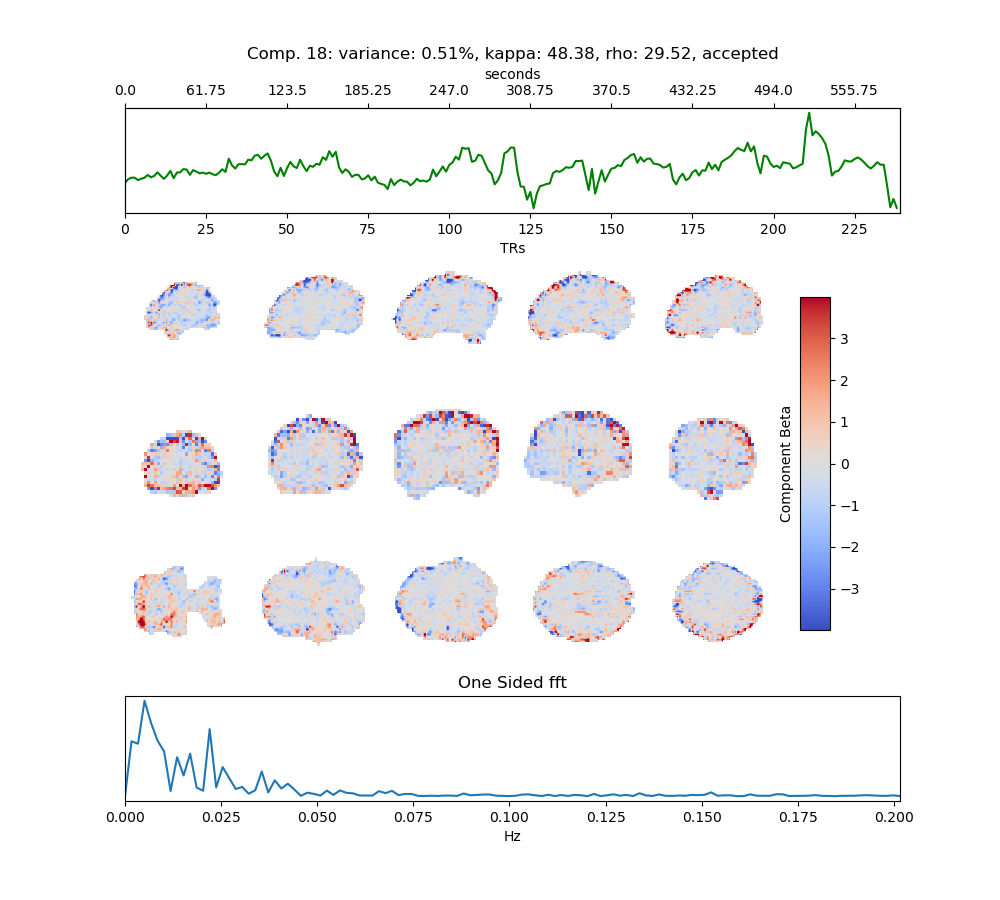 Comp. 18: variance: 0.51%, kappa: 48.38, rho: 29.52, accepted
seconds
0.0 61.75 123.5 185.25 247.0 308.75 370.5 432.25 494.0 555.75
0 25 50 75 100 125 150 175 200 225
TRs
3
2
1
0
−1
−2
−3
Component Beta
One Sided fft
0.000 0.025 0.050 0.075 0.100 0.125 0.150 0.175 0.200
Hz